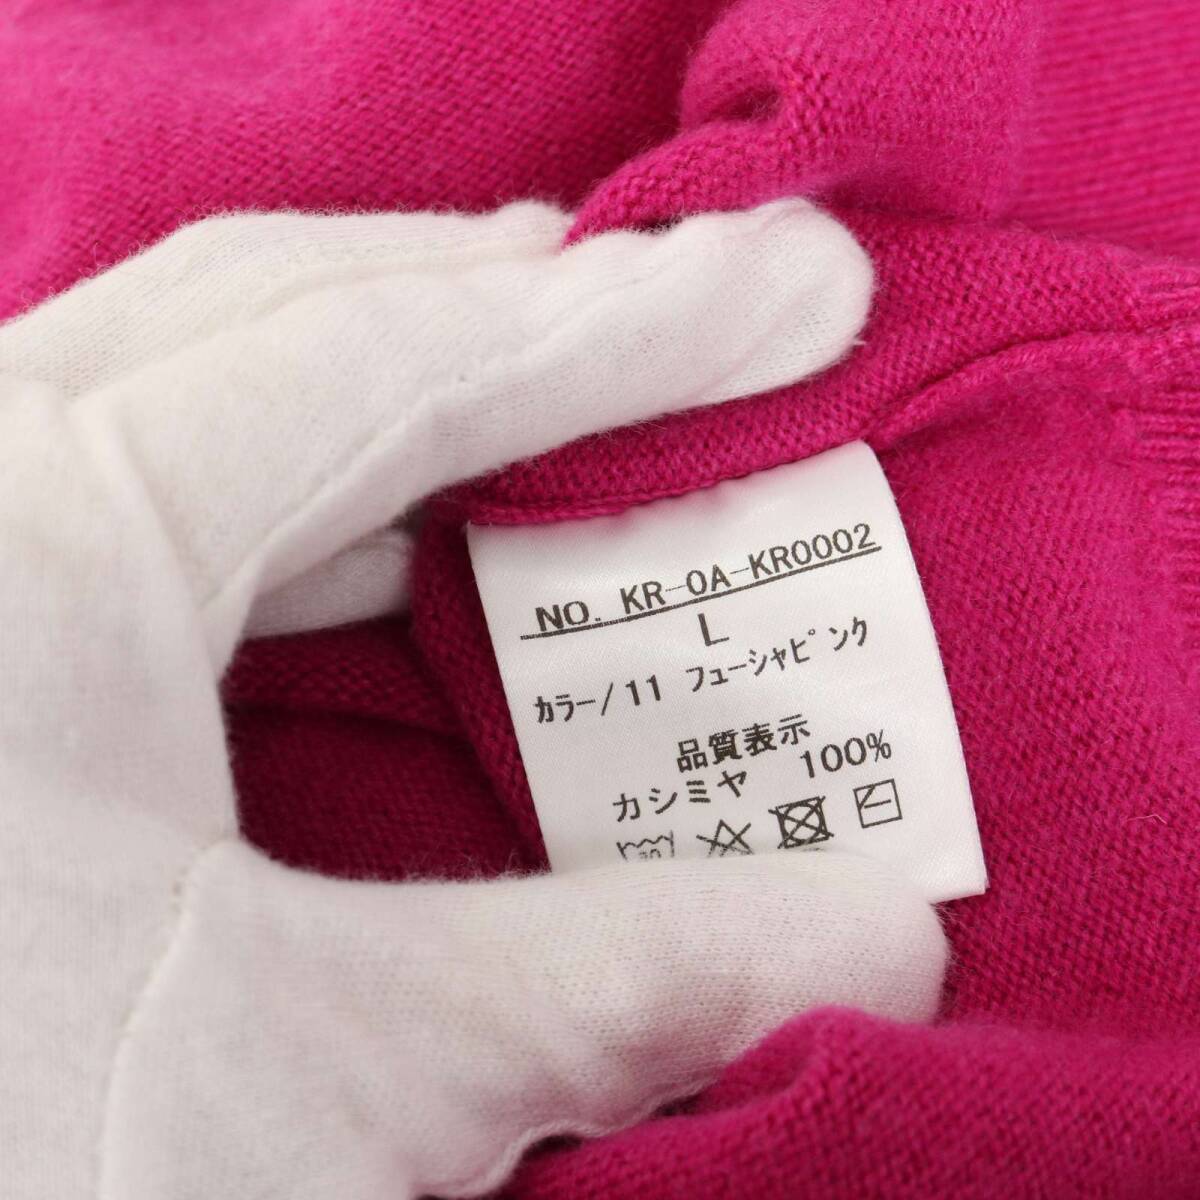 NO. KR-OA-KR0002
L
カラー/11 フューシャピンク
品質表示
カシミヤ 100%